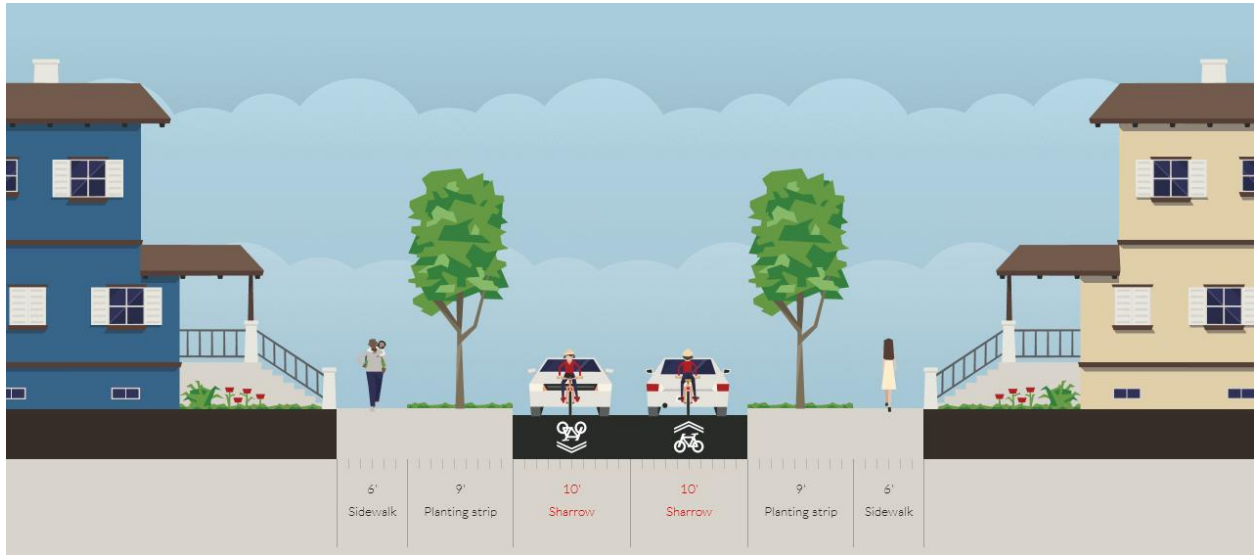 6'
Sidewalk
9'
Planting strip
10'
Sharrow
10'
Sharrow
9'
Planting strip
6'
Sidewalk